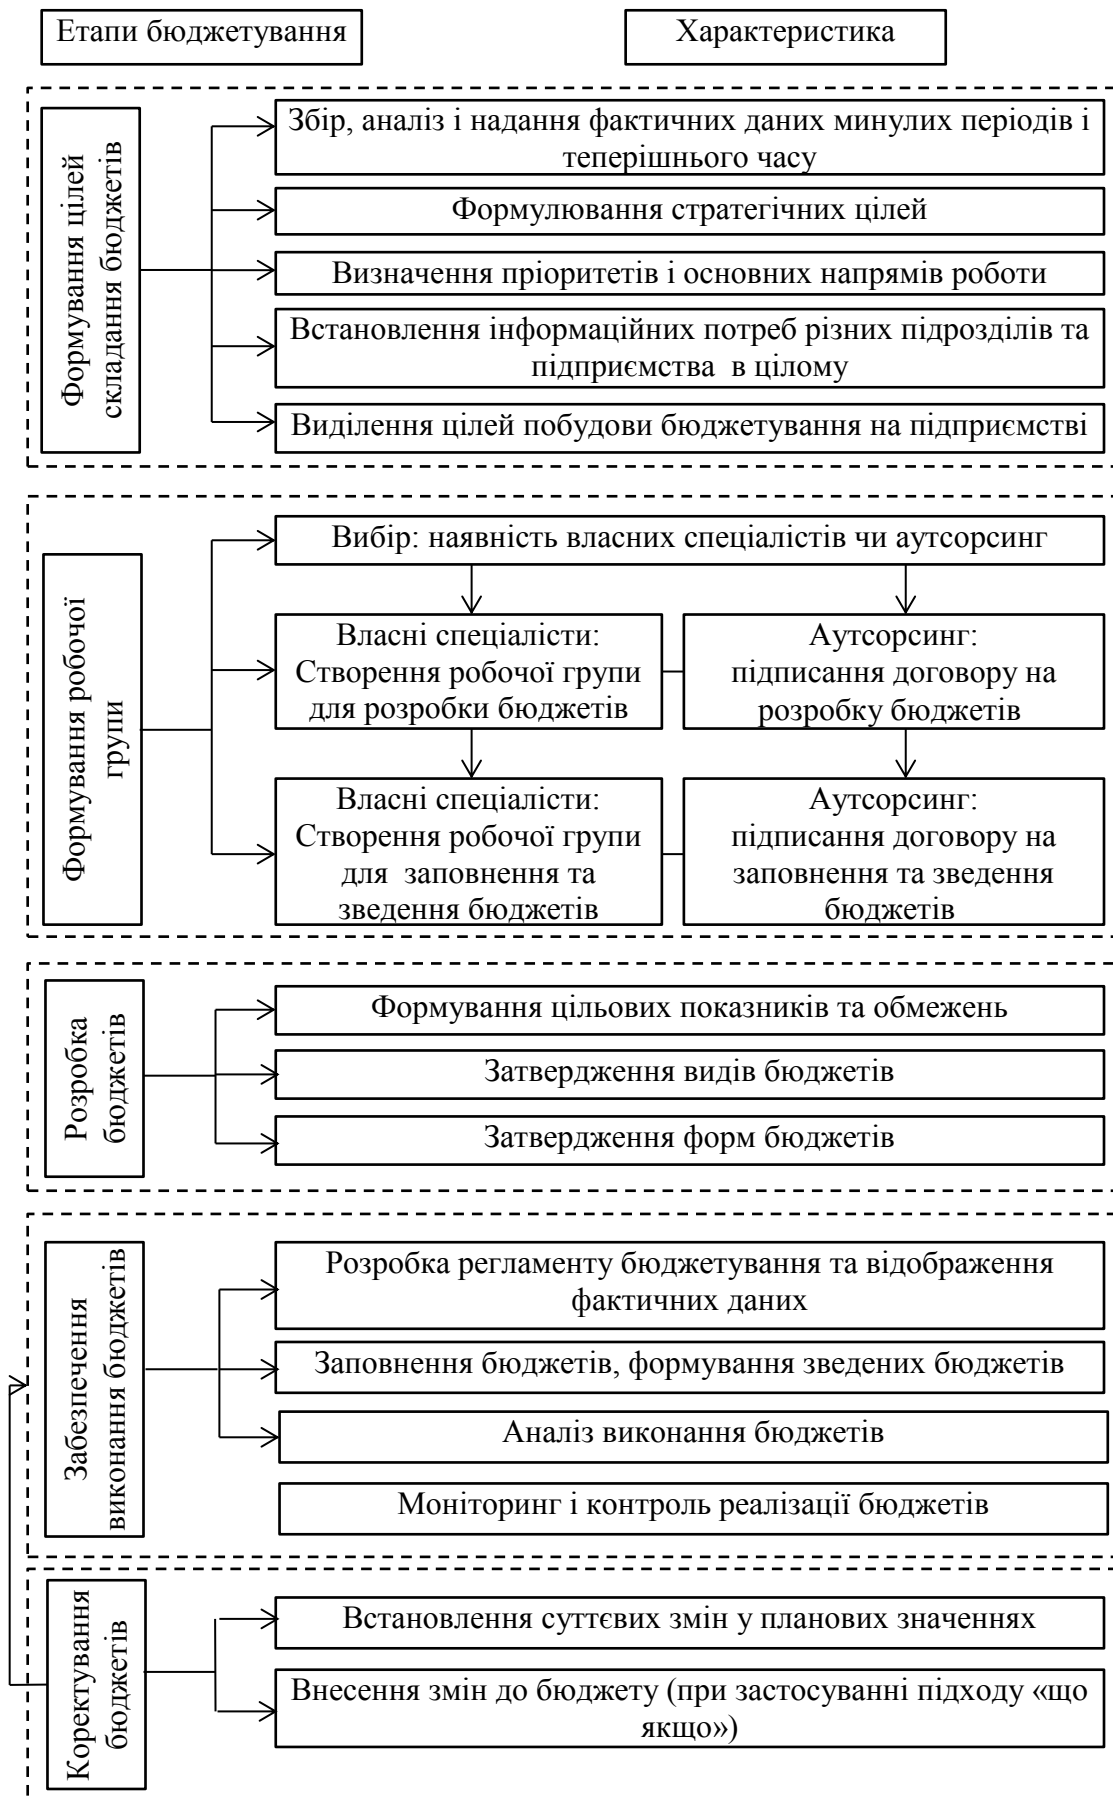 Етапи бюджетування
Характеристика
Формування цілей
складання бюджетів
Збір, аналіз і надання фактичних даних минулих періодів і
теперішнього часу
Формулювання стратегічних цілей
Визначення пріоритетів і основних напрямів роботи
Встановлення інформаційних потреб різних підрозділів та
підприємства в цілому
Виділення цілей побудови бюджетування на підприємстві
Формування робочої
групи
Вибір: наявність власних спеціалістів чи аутсорсинг
Власні спеціалісти:
Створення робочої групи
для розробки бюджетів
Аутсорсинг:
підписання договору на
розробку бюджетів
Власні спеціалісти:
Створення робочої групи
для заповнення та
зведення бюджетів
Аутсорсинг:
підписання договору на
заповнення та зведення
бюджетів
Розробка
бюджетів
Формування цільових показників та обмежень
Затвердження видів бюджетів
Затвердження форм бюджетів
Забезпечення
виконання бюджетів
Розробка регламенту бюджетування та відображення
фактичних даних
Заповнення бюджетів, формування зведених бюджетів
Аналіз виконання бюджетів
Моніторинг і контроль реалізації бюджетів
Коректування
бюджетів
Встановлення суттєвих змін у планових значеннях
Внесення змін до бюджету (при застосуванні підходу «що
якщо»)